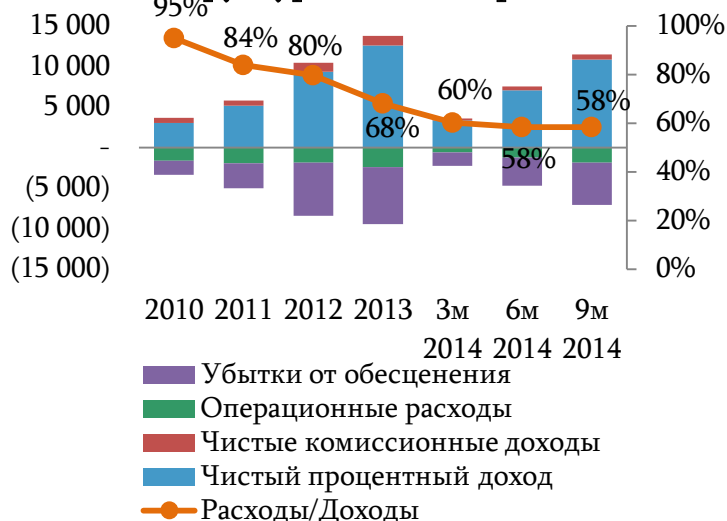 15 000
10 000
5 000
-
(5 000)
(10 000)
(15 000)
95%
84%
80%
68%
60%
58%
58%
100%
80%
60%
40%
20%
0%
2010 2011 2012 2013 3м 6м 9м
2014 2014 2014
Убытки от обесценения
Операционные расходы
Чистые комиссионные доходы
Чистый процентный доход
Расходы/Доходы